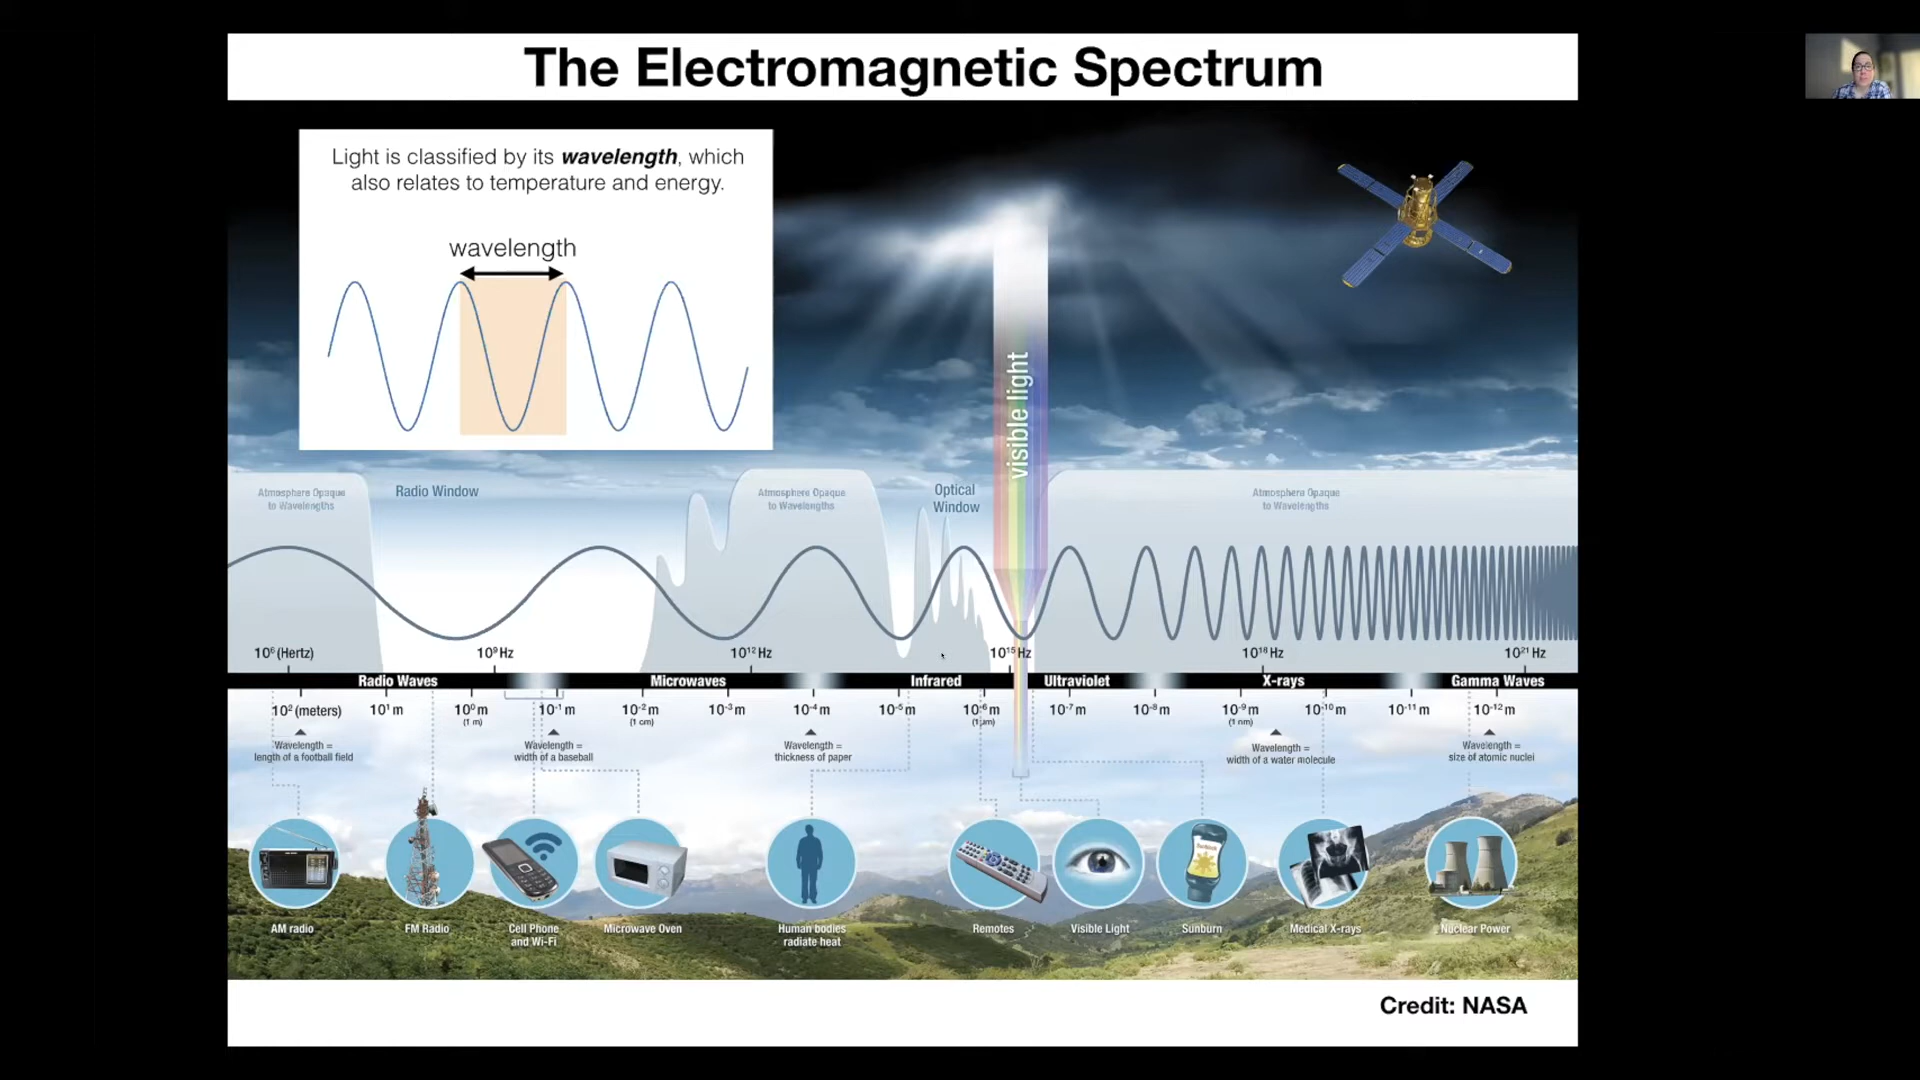 The Electromagnetic Spectrum
Light is classified by its wavelength, which
also relates to temperature and energy.
wavelength
visible light
Atmosphere Opaque
to Wavelengths
Radio Window
Atmosphere Opaque
to Wavelengths
Optical
Window
Atmosphere Opaque
to Wavelengths
10⁶ (Hertz)
10⁹ Hz
10¹² Hz
10¹⁵ Hz
10¹⁸ Hz
10²¹ Hz
Radio Waves
Microwaves
Infrared
Ultraviolet
X-rays
Gamma Waves
10² (meters)
10¹ m
10⁰ m
(1 m)
10⁻¹ m
10⁻² m
(1 cm)
10⁻³ m
10⁻⁴ m
10⁻⁵ m
10⁻⁶ m
(1 µm)
10⁻⁷ m
10⁻⁸ m
10⁻⁹ m
(1 nm)
10⁻¹⁰ m
10⁻¹¹ m
10⁻¹² m
Wavelength =
length of a football field
Wavelength =
width of a baseball
Wavelength =
thickness of paper
Wavelength =
width of a water molecule
Wavelength =
size of atomic nuclei
AM radio
FM Radio
Cell Phone
and Wi-Fi
Microwave Oven
Human bodies
radiate heat
Remotes
Visible Light
Sunburn
Medical X-rays
Nuclear Power
Credit: NASA